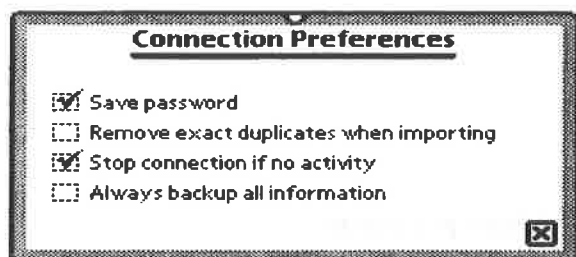 Connection Preferences
Save password
Remove exact duplicates when importing
Stop connection if no activity
Always backup all information